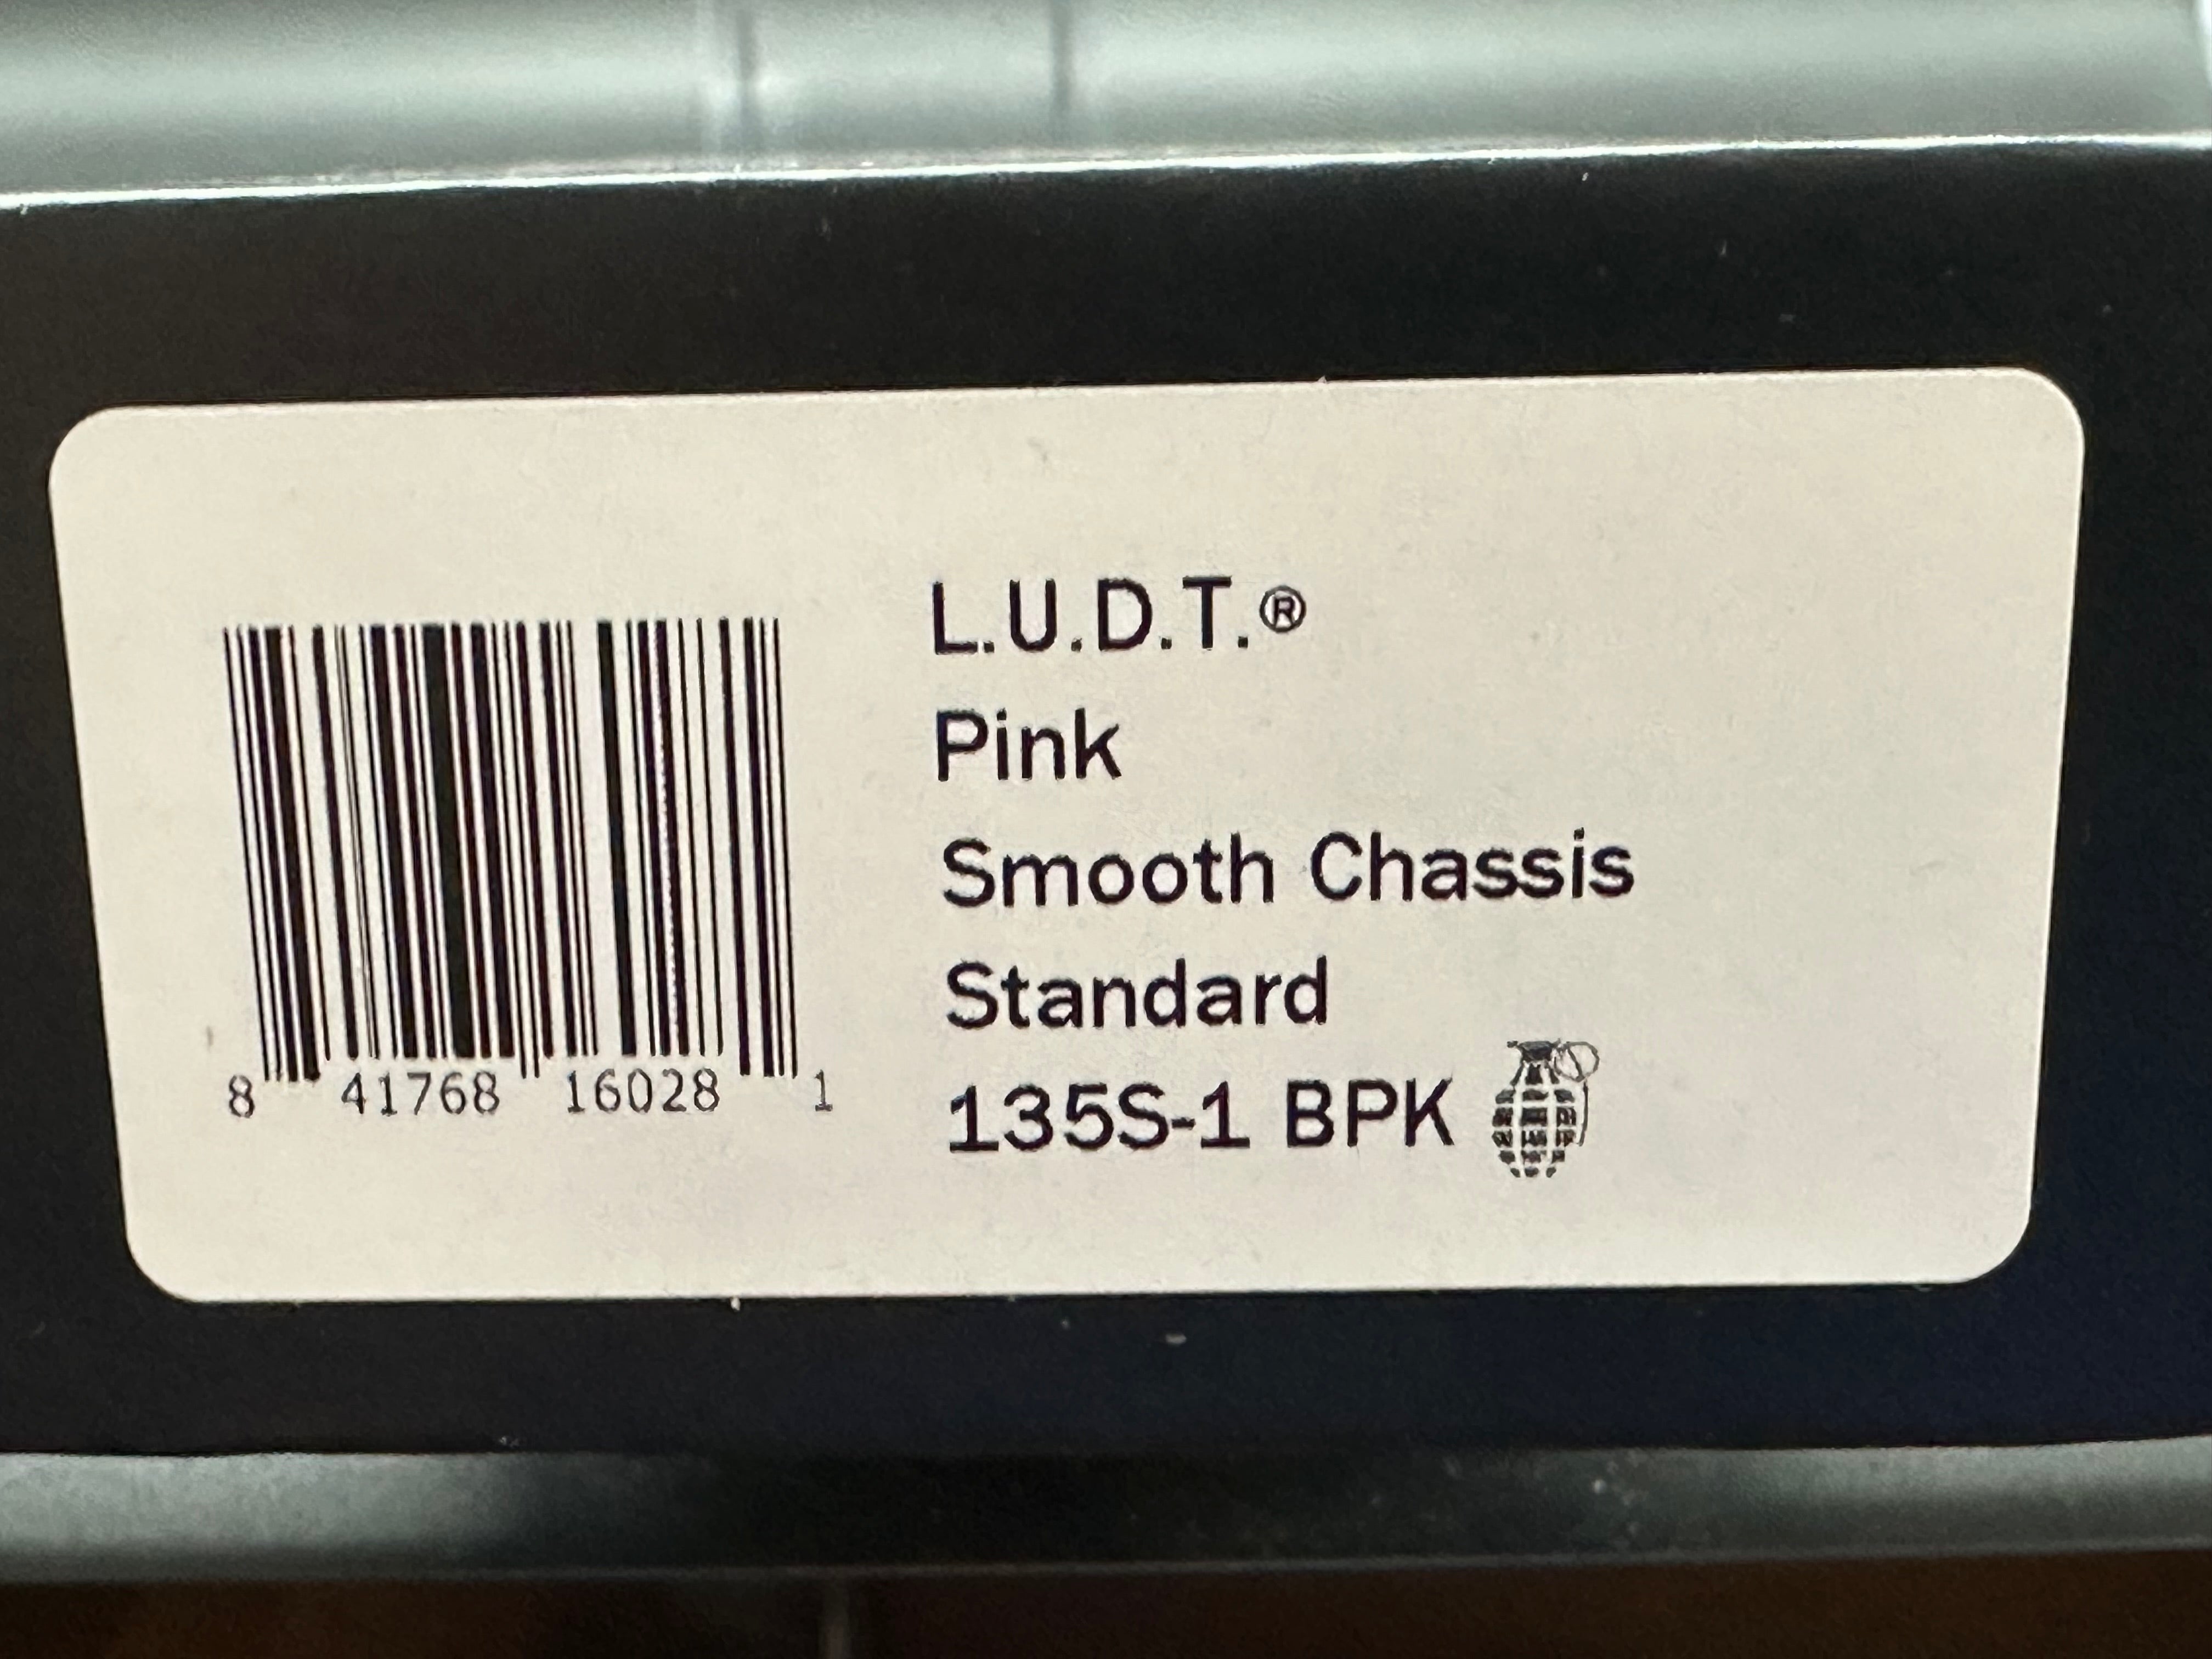 L.U.D.T.®
Pink
Smooth Chassis
Standard
135S-1 BPK
8 41768 16028 1